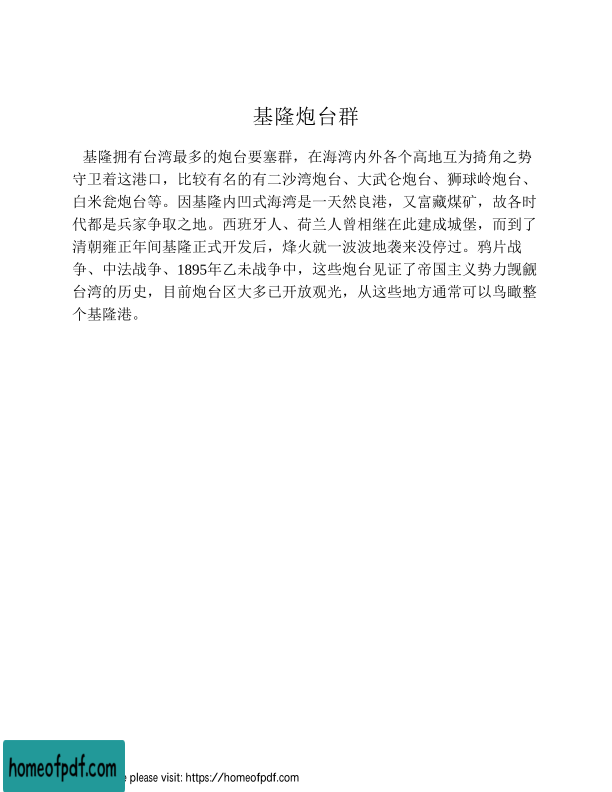 基隆炮台群
基隆拥有台湾最多的炮台要塞群，在海湾内外各个高地互为掎角之势
守卫着这港口，比较有名的有二沙湾炮台、大武仑炮台、狮球岭炮台、
白米瓮炮台等。因基隆内凹式海湾是一天然良港，又富藏煤矿，故各时
代都是兵家争取之地。西班牙人、荷兰人曾相继在此建成城堡，而到了
清朝雍正年间基隆正式开发后，烽火就一波波地袭来没停过。鸦片战
争、中法战争、1895年乙未战争中，这些炮台见证了帝国主义势力觊觎
台湾的历史，目前炮台区大多已开放观光，从这些地方通常可以鸟瞰整
个基隆港。
homeofpdf.com
e please visit: https://homeofpdf.com